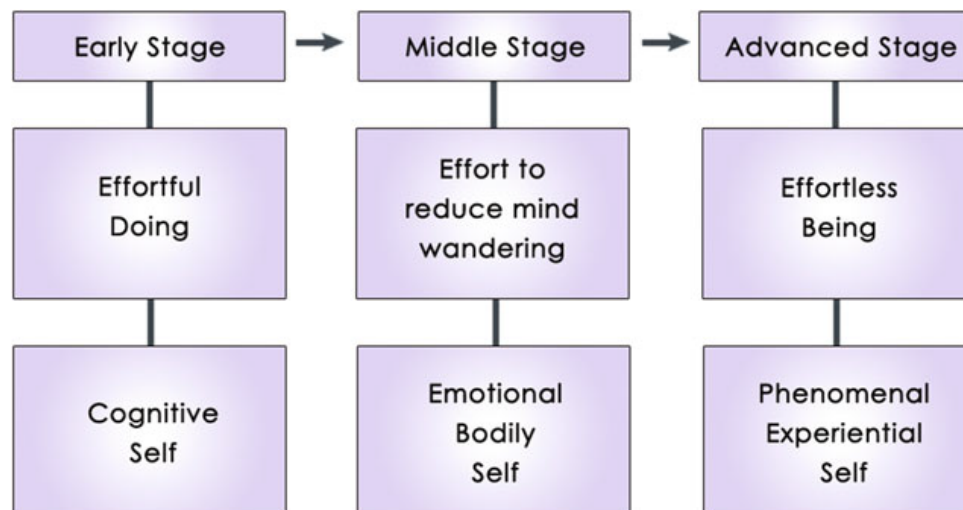 Early Stage
Middle Stage
Advanced Stage
Effortful
Doing
Effort to
reduce mind
wandering
Effortless
Being
Cognitive
Self
Emotional
Bodily
Self
Phenomenal
Experiential
Self